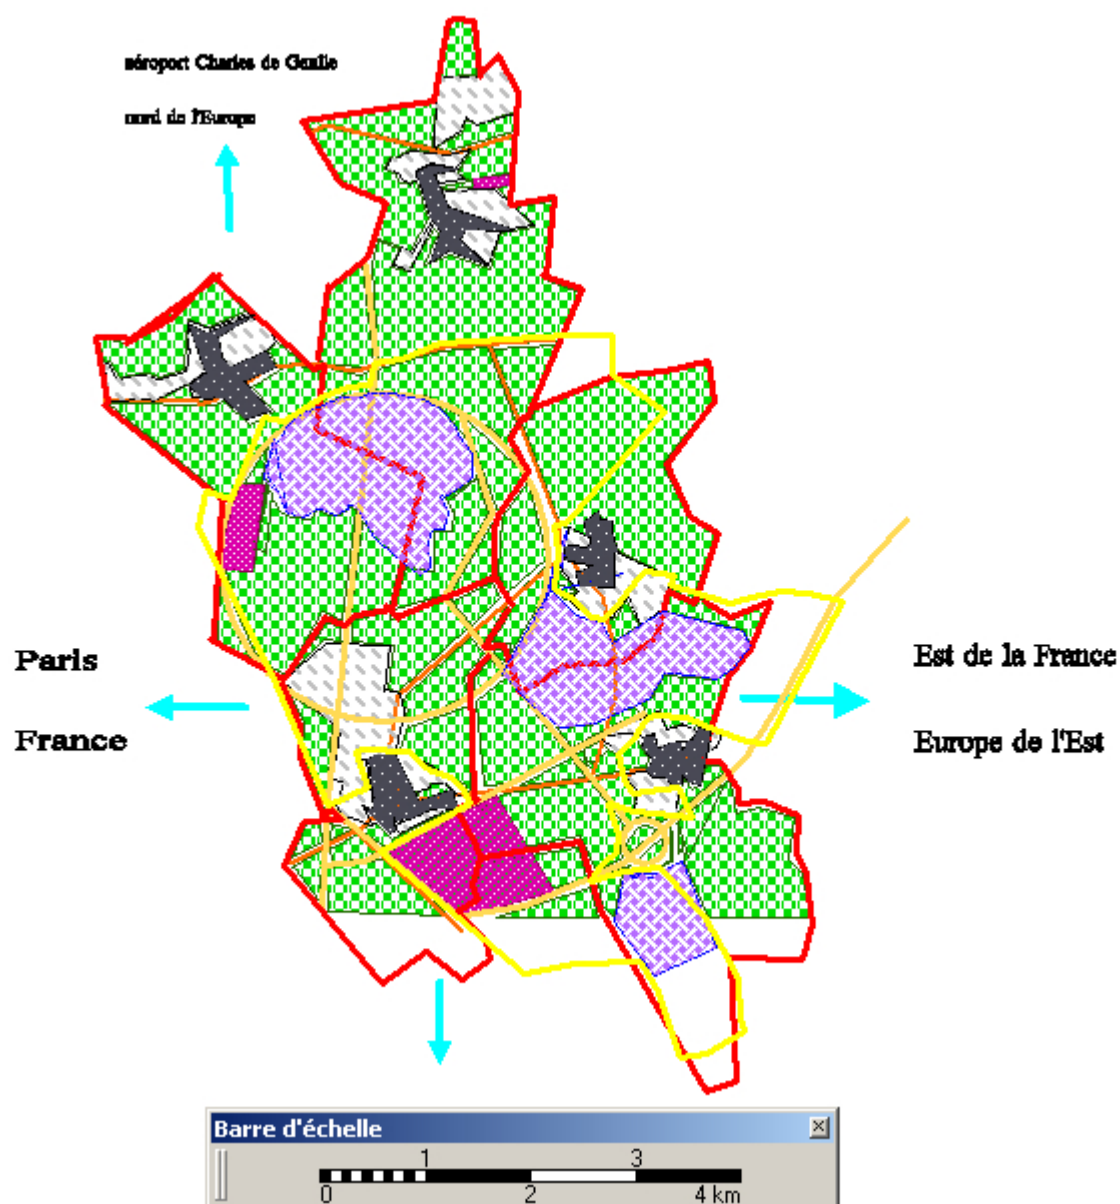 aéroport Charles de Gaulle
nord de l'Europe
Paris
France
Est de la France
Europe de l'Est
Barre d'échelle
1 3
0 2 4 km